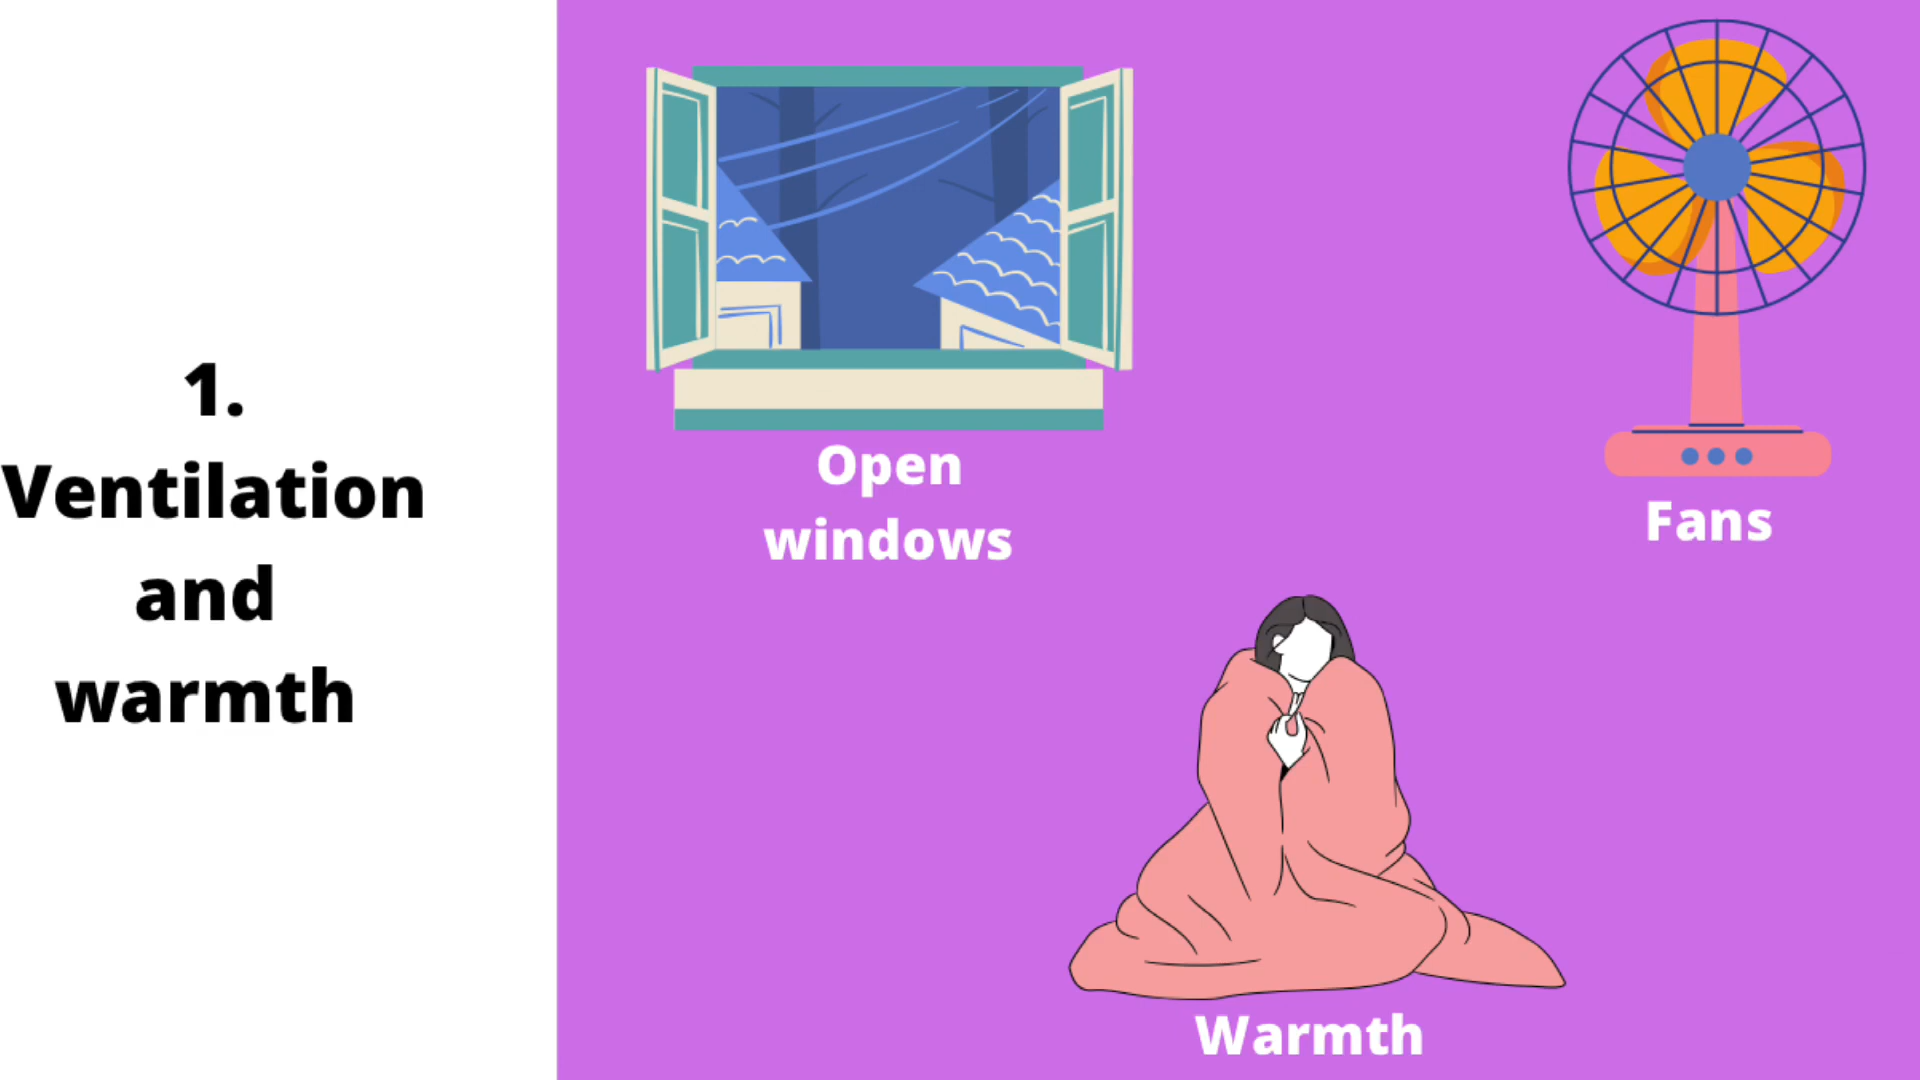 1.
Ventilation
and
warmth
Open
windows
Fans
Warmth